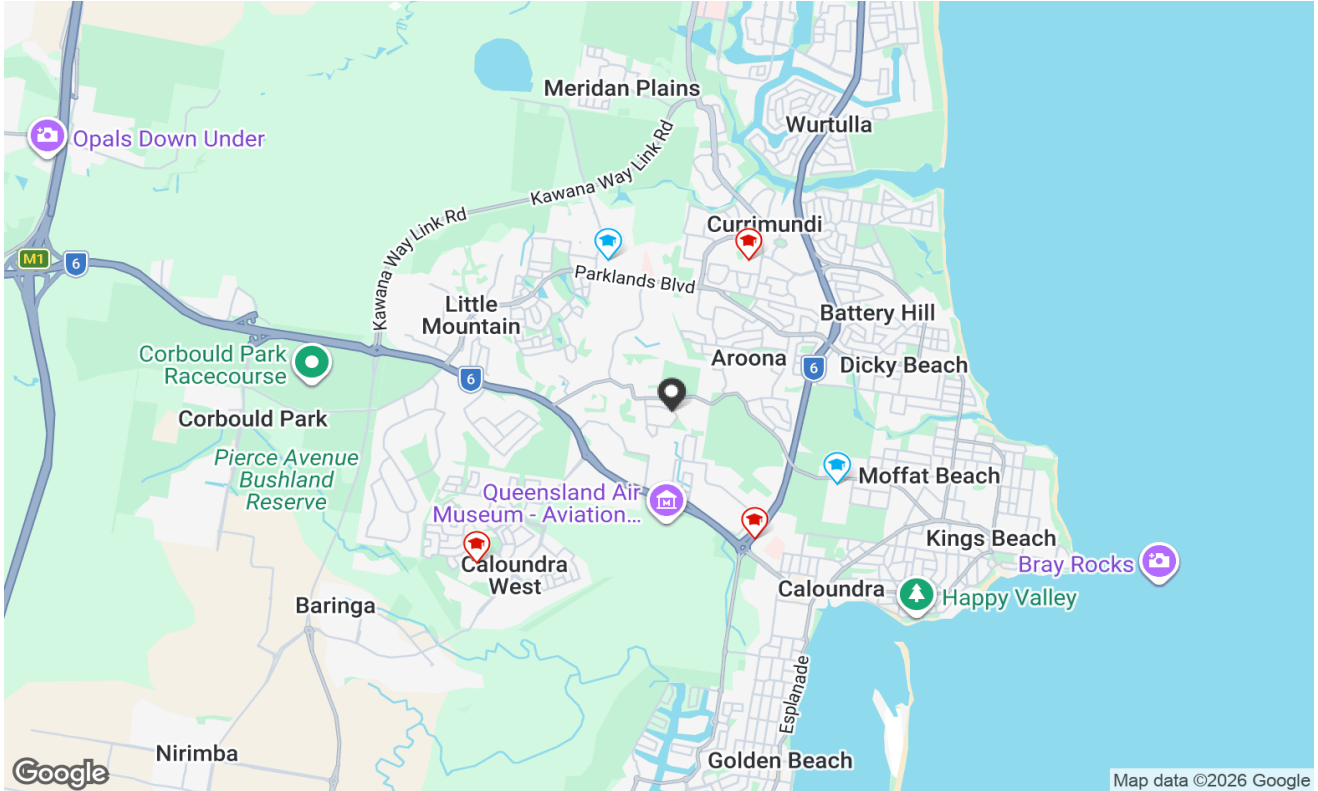 Meridan Plains
Wurtulla
Opals Down Under
Kawana Way Link Rd
Kawana Way Link Rd
Currimundi
M1
6
Parklands Blvd
Little
Mountain
Battery Hill
Corbould Park
Racecourse
6
Aroona
6
Dicky Beach
Corbould Park
Pierce Avenue
Bushland
Reserve
Moffat Beach
Queensland Air
Museum - Aviation...
Kings Beach
Bray Rocks
Caloundra
West
Caloundra
Happy Valley
Baringa
Esplanade
Nirimba
Golden Beach
Google
Map data ©2026 Google